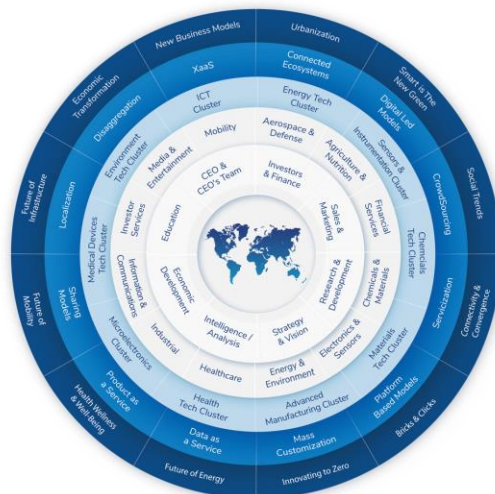 New Business Models
Urbanization
Smart is The
New Green
Social Trends
Connectivity &
Convergence
Bricks & Clicks
Innovating to Zero
Future of Energy
Health Wellness
& Well-Being
Future of
Mobility
Future of
Infrastructure
Economic
Transformation
XaaS
Connected
Ecosystems
Digital Led
Models
CrowdSourcing
Servicization
Platform
Based Models
Mass
Customization
Data as
a Service
Product as
a Service
Sharing
Models
Localization
Disaggregation
ICT
Cluster
Energy Tech
Cluster
Sensors &
Instrumentation Cluster
Chemcials
Tech Cluster
Materials
Tech Cluster
Advanced
Manufacturing Cluster
Health
Tech Cluster
Microelectronics
Cluster
Medical Devices
Tech Cluster
Environment
Tech Cluster
Mobility
Aerospace &
Defense
Agriculture &
Nutrition
Financial
Services
Chemicals &
Materials
Electronics &
Sensors
Energy &
Environment
Healthcare
Industrial
Information &
Communications
Investor
Services
Media &
Entertainment
CEO &
CEO's Team
Investors
& Finance
Sales &
Marketing
Research &
Development
Strategy
& Vision
Intelligence /
Analysis
Economic
Development
Education